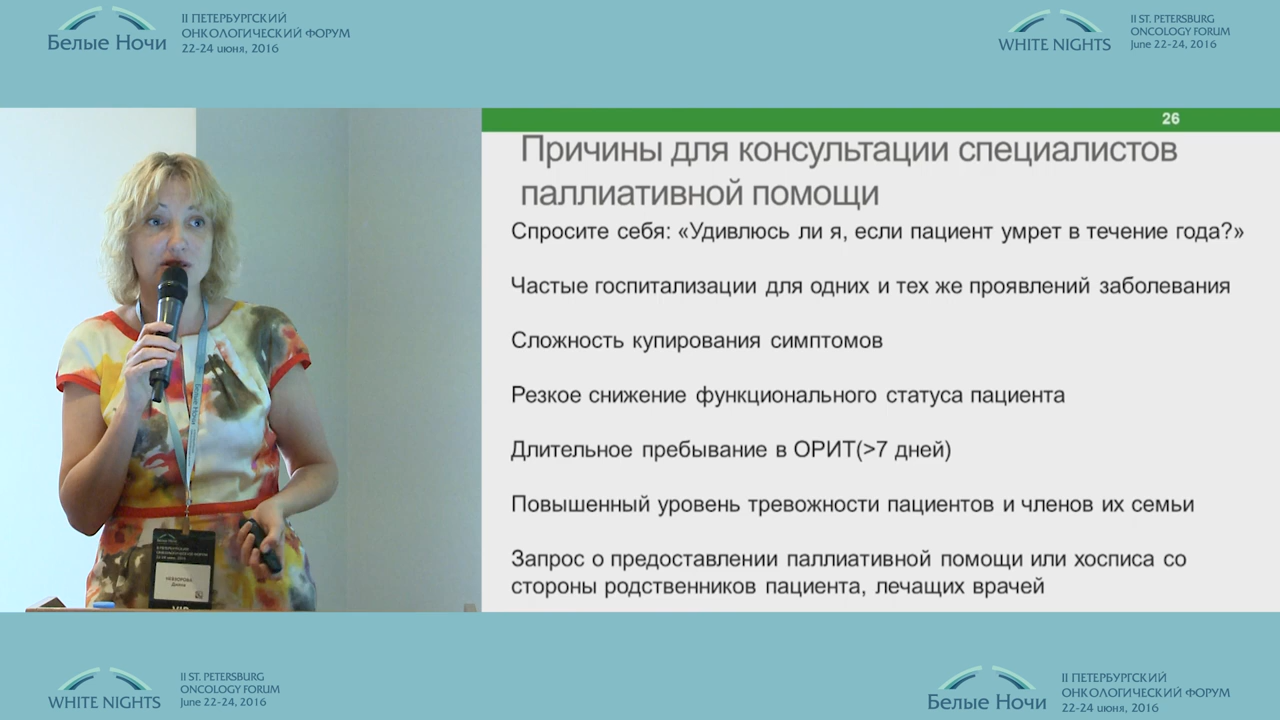 Белые Ночи
II ПЕТЕРБУРГСКИЙ
ОНКОЛОГИЧЕСКИЙ ФОРУМ
22-24 июня, 2016
WHITE NIGHTS
II ST. PETERSBURG
ONCOLOGY FORUM
June 22-24, 2016
26
Причины для консультации специалистов
паллиативной помощи
Спросите себя: «Удивлюсь ли я, если пациент умрет в течение года?»
Частые госпитализации для одних и тех же проявлений заболевания
Сложность купирования симптомов
Резкое снижение функционального статуса пациента
Длительное пребывание в ОРИТ(>7 дней)
Повышенный уровень тревожности пациентов и членов их семьи
Запрос о предоставлении паллиативной помощи или хосписа со
стороны родственников пациента, лечащих врачей
Белые Ночи
НЕВЗОРОВА
Диана
VIP
WHITE NIGHTS
II ST. PETERSBURG
ONCOLOGY FORUM
June 22-24, 2016
Белые Ночи
II ПЕТЕРБУРГСКИЙ
ОНКОЛОГИЧЕСКИЙ ФОРУМ
22-24 июня, 2016